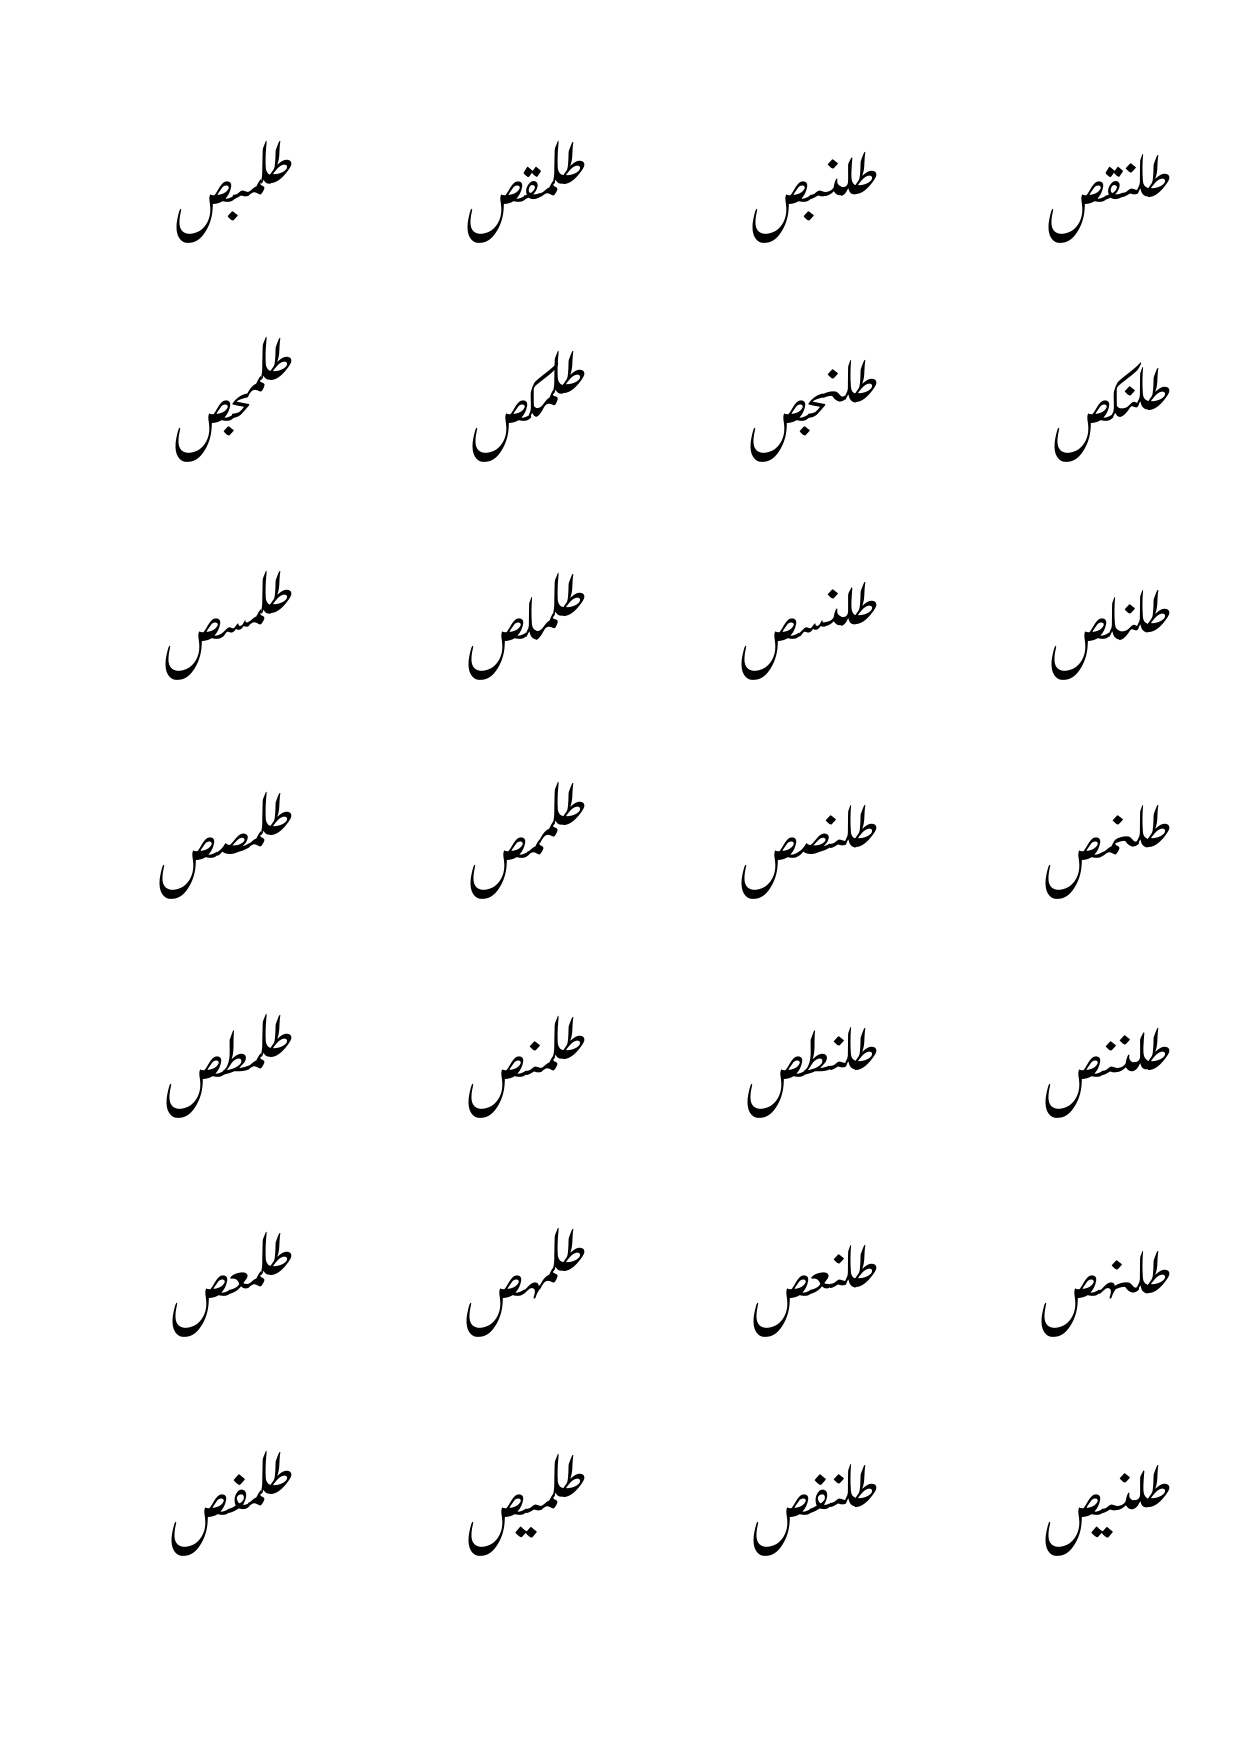 طلنقص طلنبص طلمقص طلمبص
طلنكص طلنجص طلمكص طلمجص
طلنلص طلنسص طلملص طلمسص
طلنمص طلنصص طلممص طلمصص
طلننص طلنطص طلمنص طلمطص
طلنهص طلنعص طلمهص طلمعص
طلنيص طلنفص طلميص طلمفص